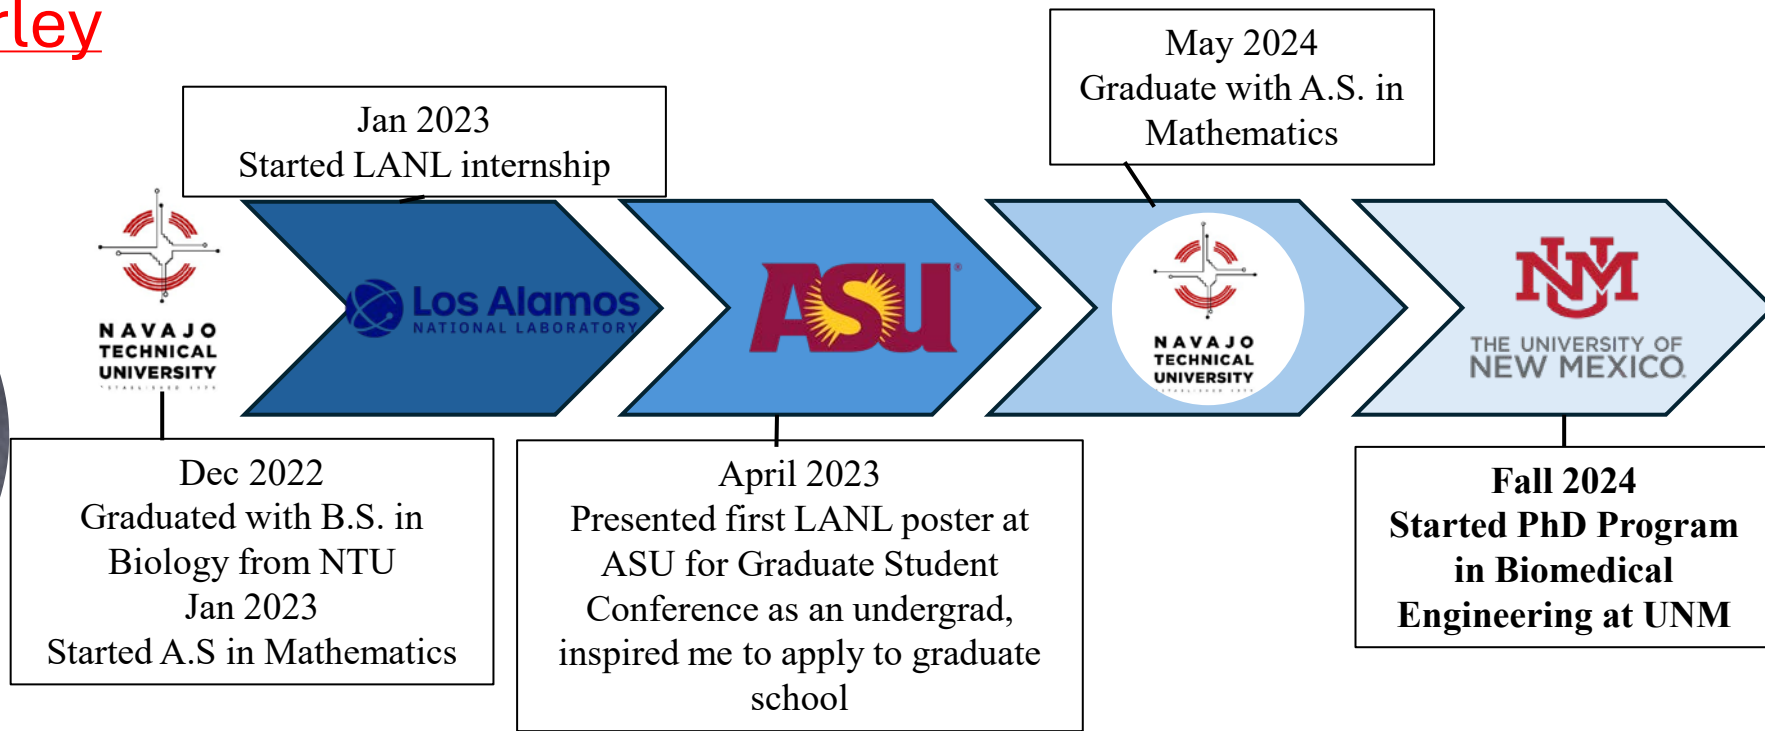 rley
Jan 2023
Started LANL internship
May 2024
Graduate with A.S. in
Mathematics
NAVAJO
TECHNICAL
UNIVERSITY
Los Alamos
NATIONAL LABORATORY
ASU
NAVAJO
TECHNICAL
UNIVERSITY
UNM
THE UNIVERSITY OF
NEW MEXICO
Dec 2022
Graduated with B.S. in
Biology from NTU
Jan 2023
Started A.S in Mathematics
April 2023
Presented first LANL poster at
ASU for Graduate Student
Conference as an undergrad,
inspired me to apply to graduate
school
Fall 2024
Started PhD Program
in Biomedical
Engineering at UNM